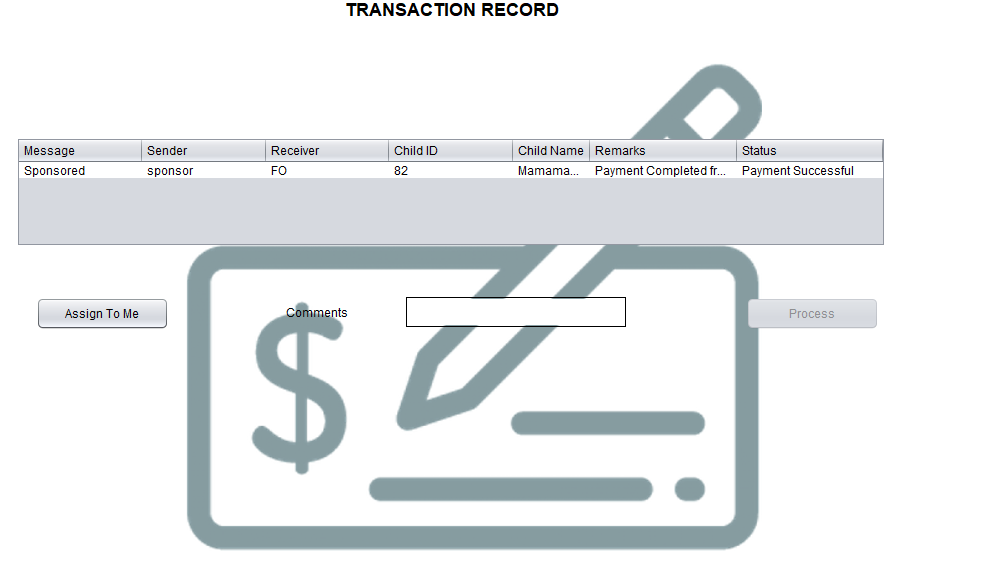 TRANSACTION RECORD
Message Sender Receiver Child ID Child Name Remarks Status
Sponsored sponsor FO 82 Mamama... Payment Completed fr... Payment Successful
Assign To Me Comments Process
$